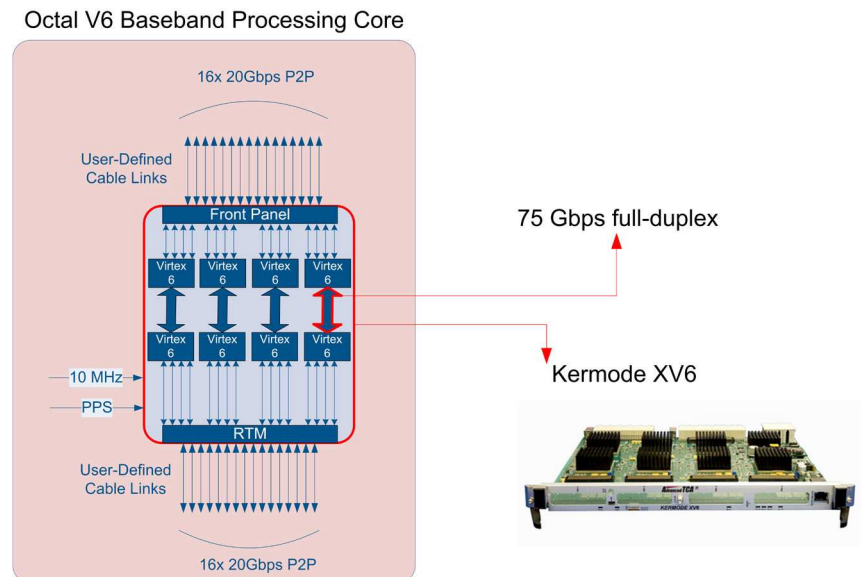 Octal V6 Baseband Processing Core
16x 20Gbps P2P
User-Defined
Cable Links
Front Panel
75 Gbps full-duplex
Virtex
6
Virtex
6
Virtex
6
Virtex
6
Virtex
6
Virtex
6
Virtex
6
Virtex
6
10 MHz
Kermode XV6
PPS
RTM
User-Defined
Cable Links
AdvancedTCA
KERMODE XV6
16x 20Gbps P2P